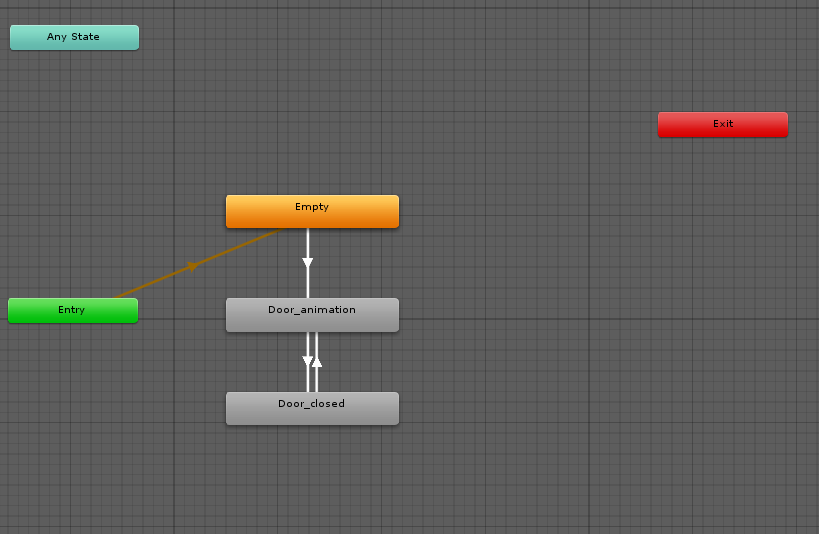 Any State
Exit
Empty
Entry
Door_animation
Door_closed